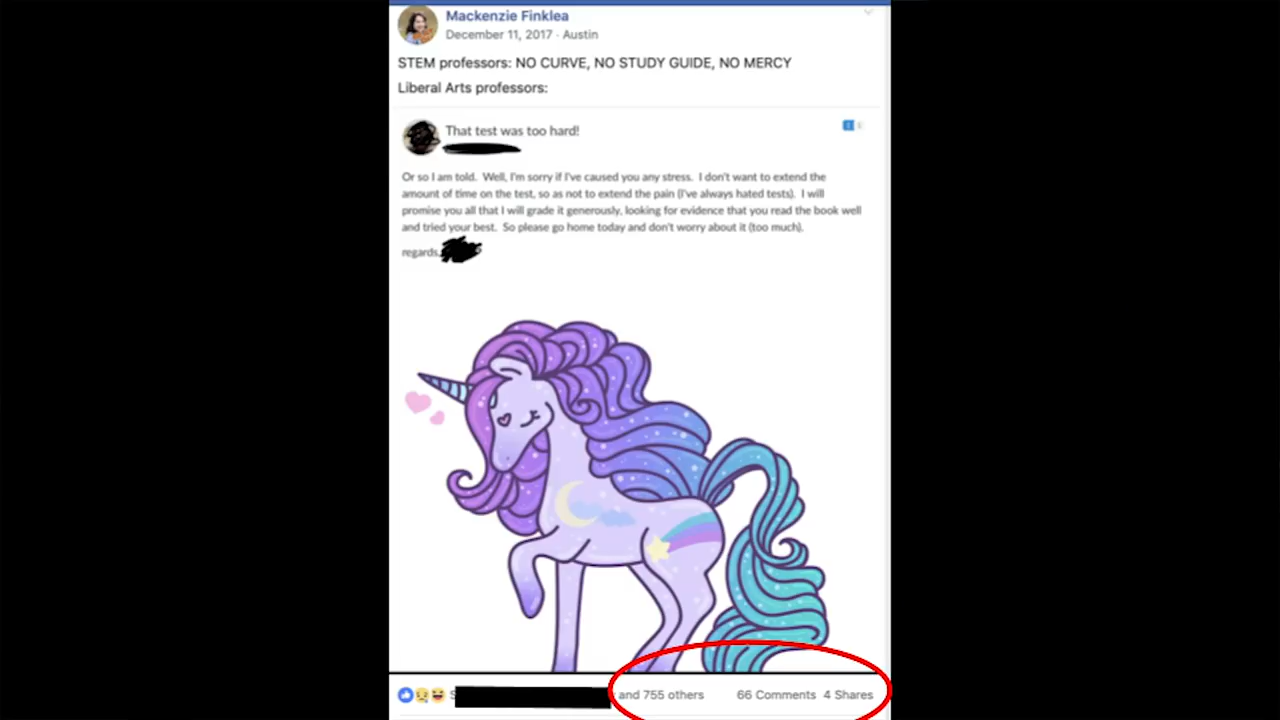 Mackenzie Finklea
December 11, 2017 · Austin
STEM professors: NO CURVE, NO STUDY GUIDE, NO MERCY
Liberal Arts professors:
That test was too hard!
Or so I am told. Well, I'm sorry if I've caused you any stress. I don't want to extend the
amount of time on the test, so as not to extend the pain (I've always hated tests). I will
promise you all that I will grade it generously, looking for evidence that you read the book well
and tried your best. So please go home today and don't worry about it (too much).
regards,
and 755 others 66 Comments 4 Shares